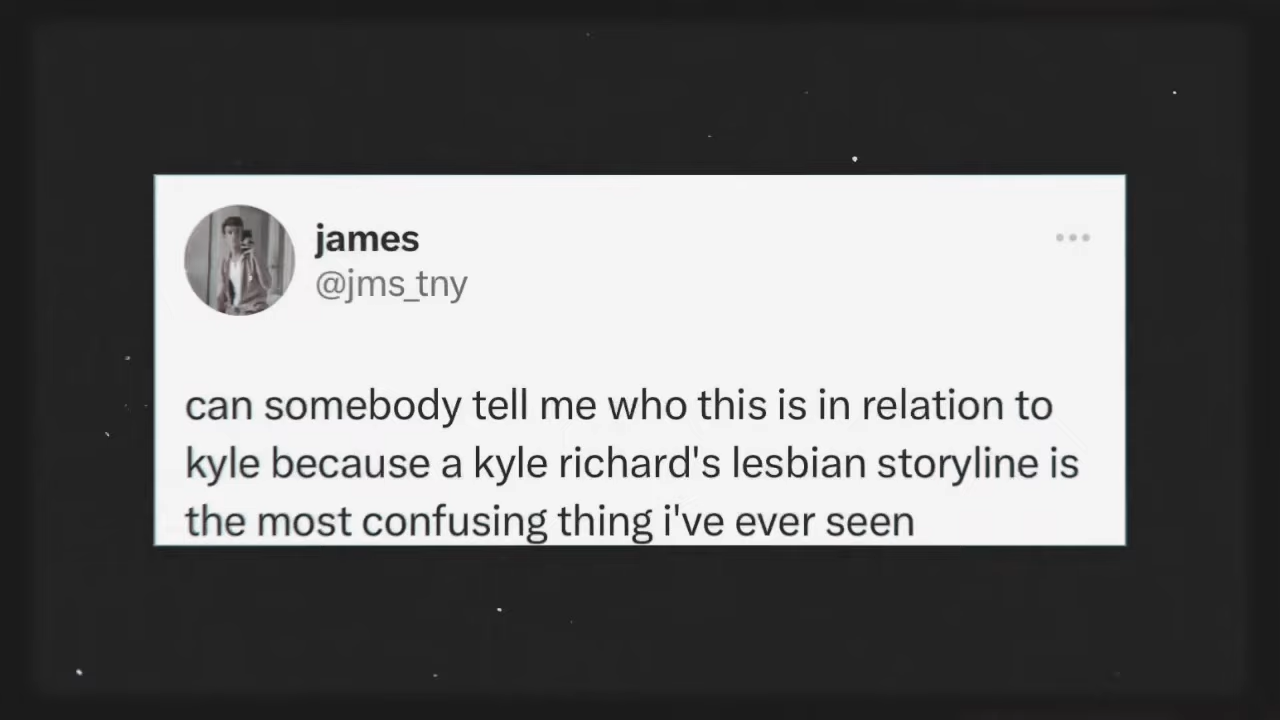 james
@jms_tny
can somebody tell me who this is in relation to
kyle because a kyle richard's lesbian storyline is
the most confusing thing i've ever seen